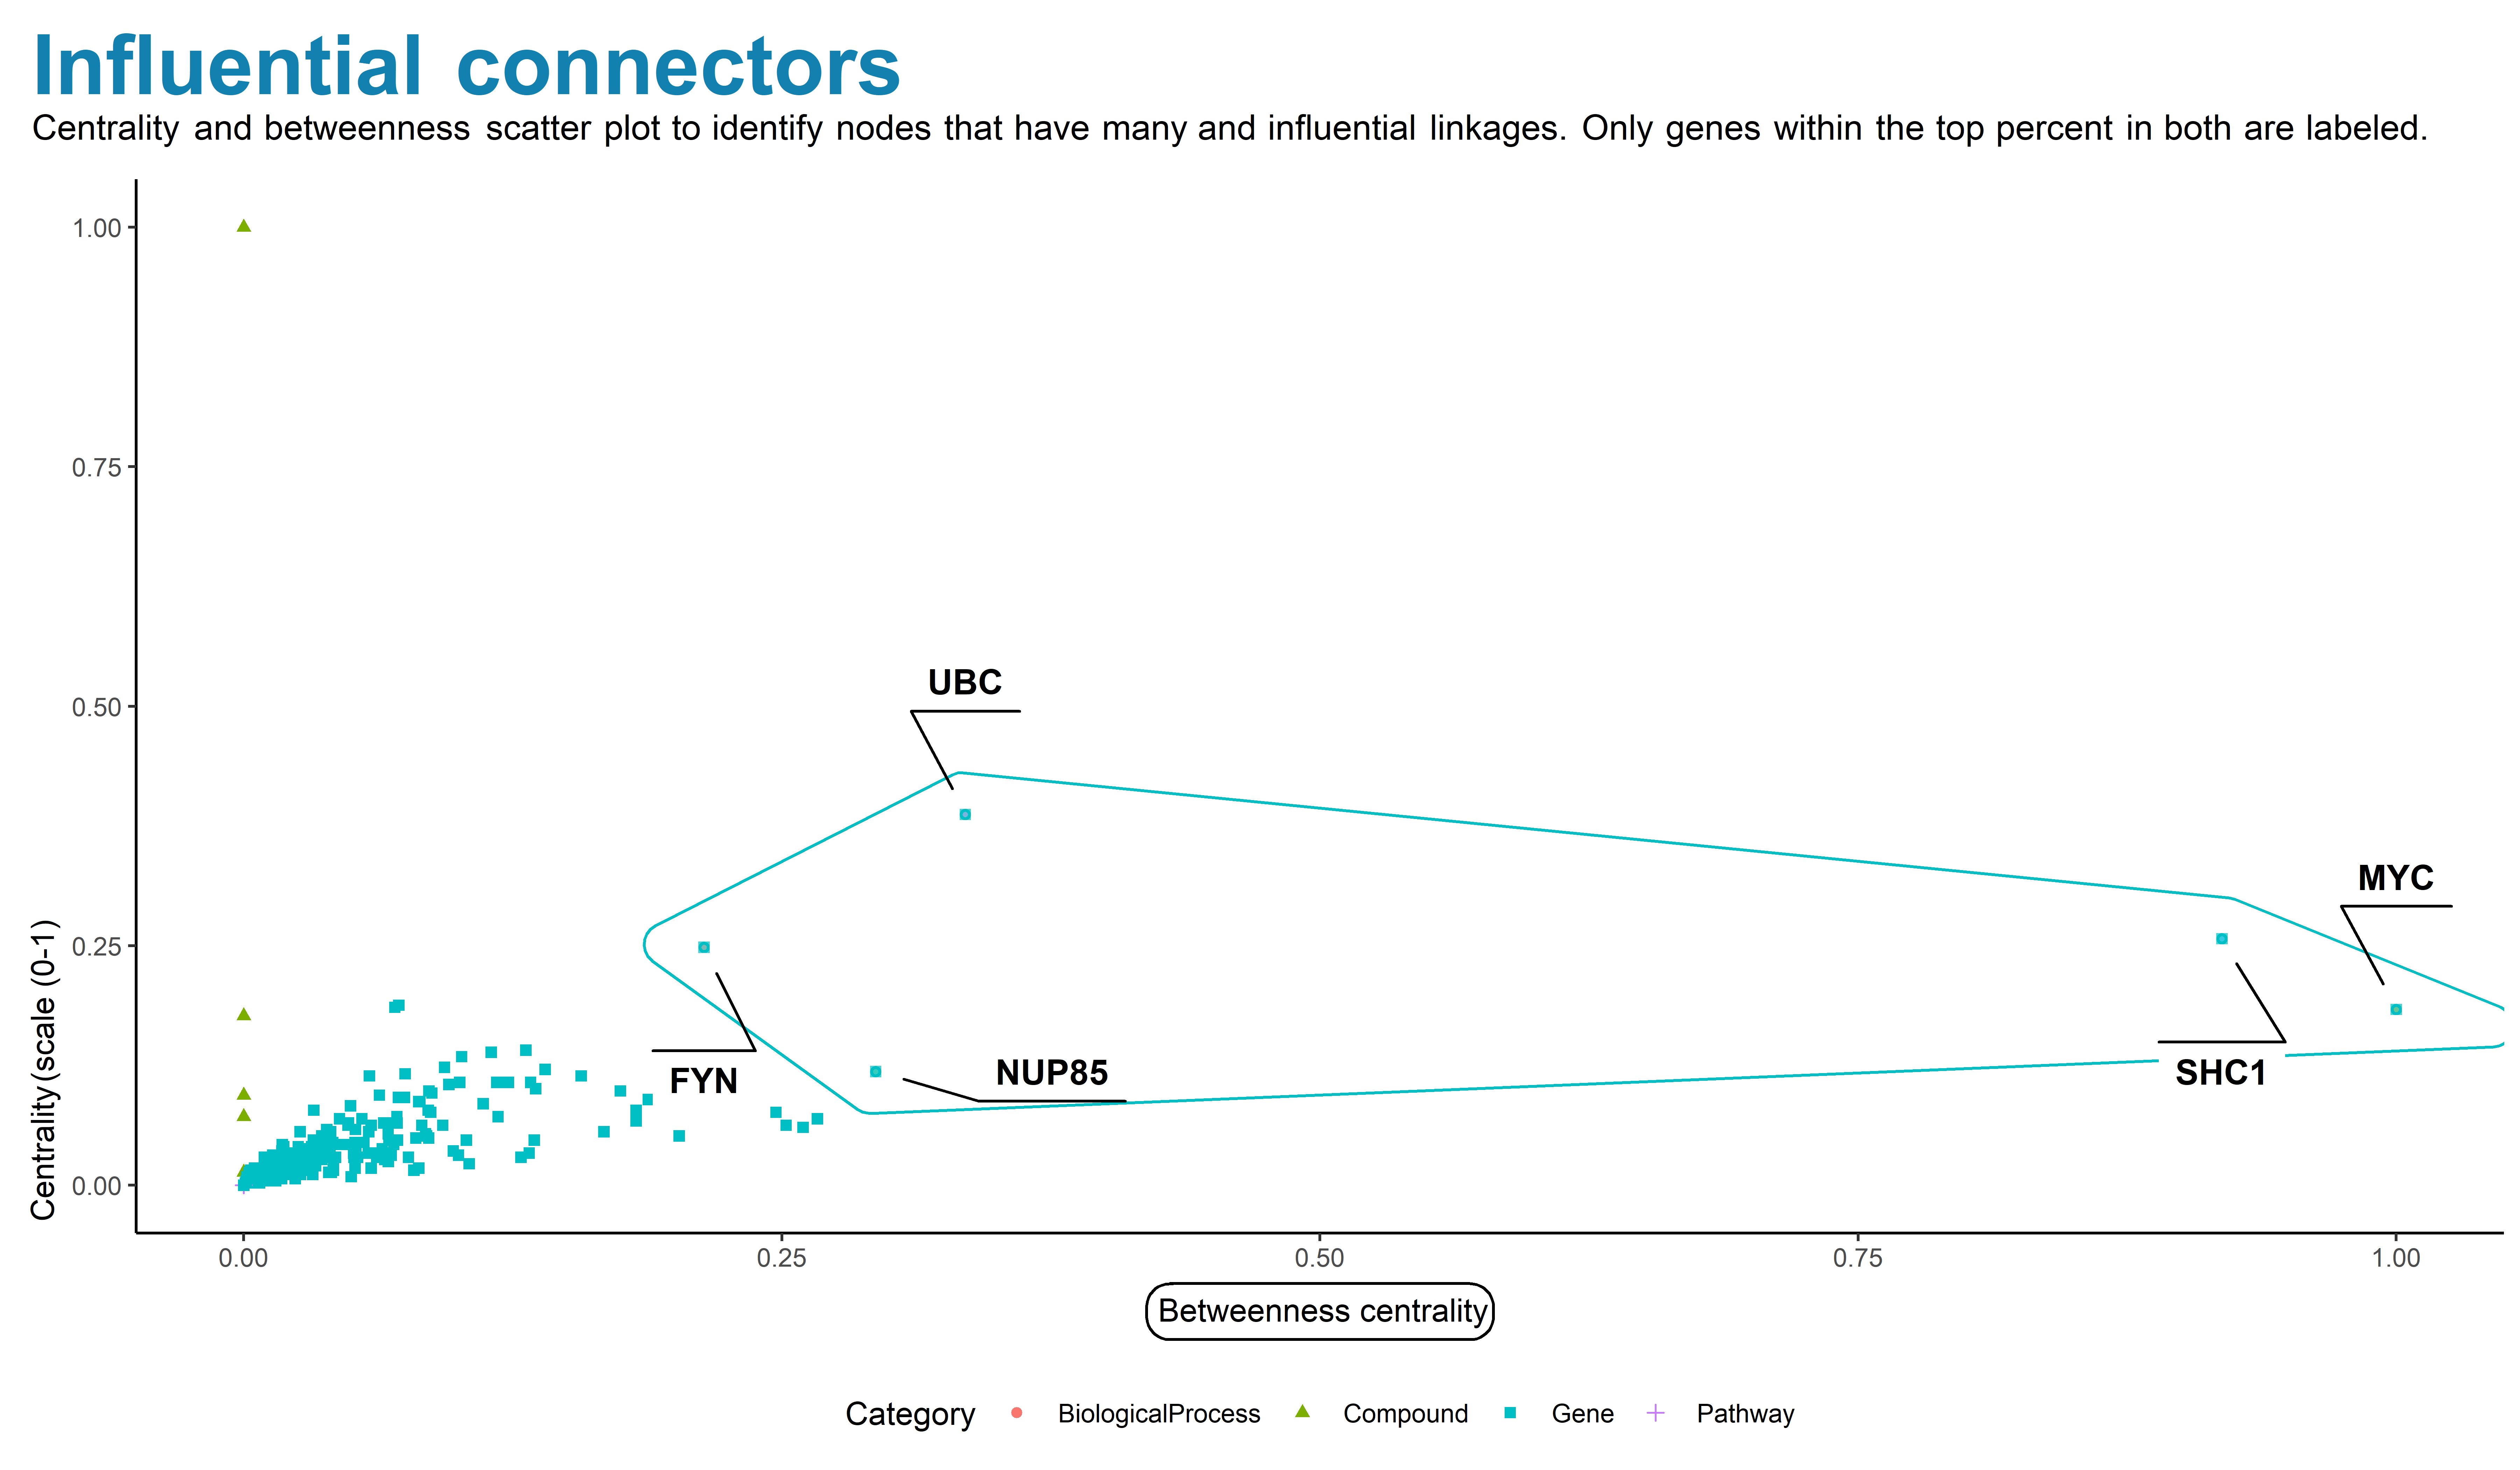 Influential connectors
Centrality and betweenness scatter plot to identify nodes that have many and influential linkages. Only genes within the top percent in both are labeled.
1.00
0.75
0.50
0.25
0.00
Centrality(scale (0-1)
UBC
MYC
FYN
NUP85
SHC1
0.00 0.25 0.50 0.75 1.00
Betweenness centrality
Category BiologicalProcess Compound Gene Pathway